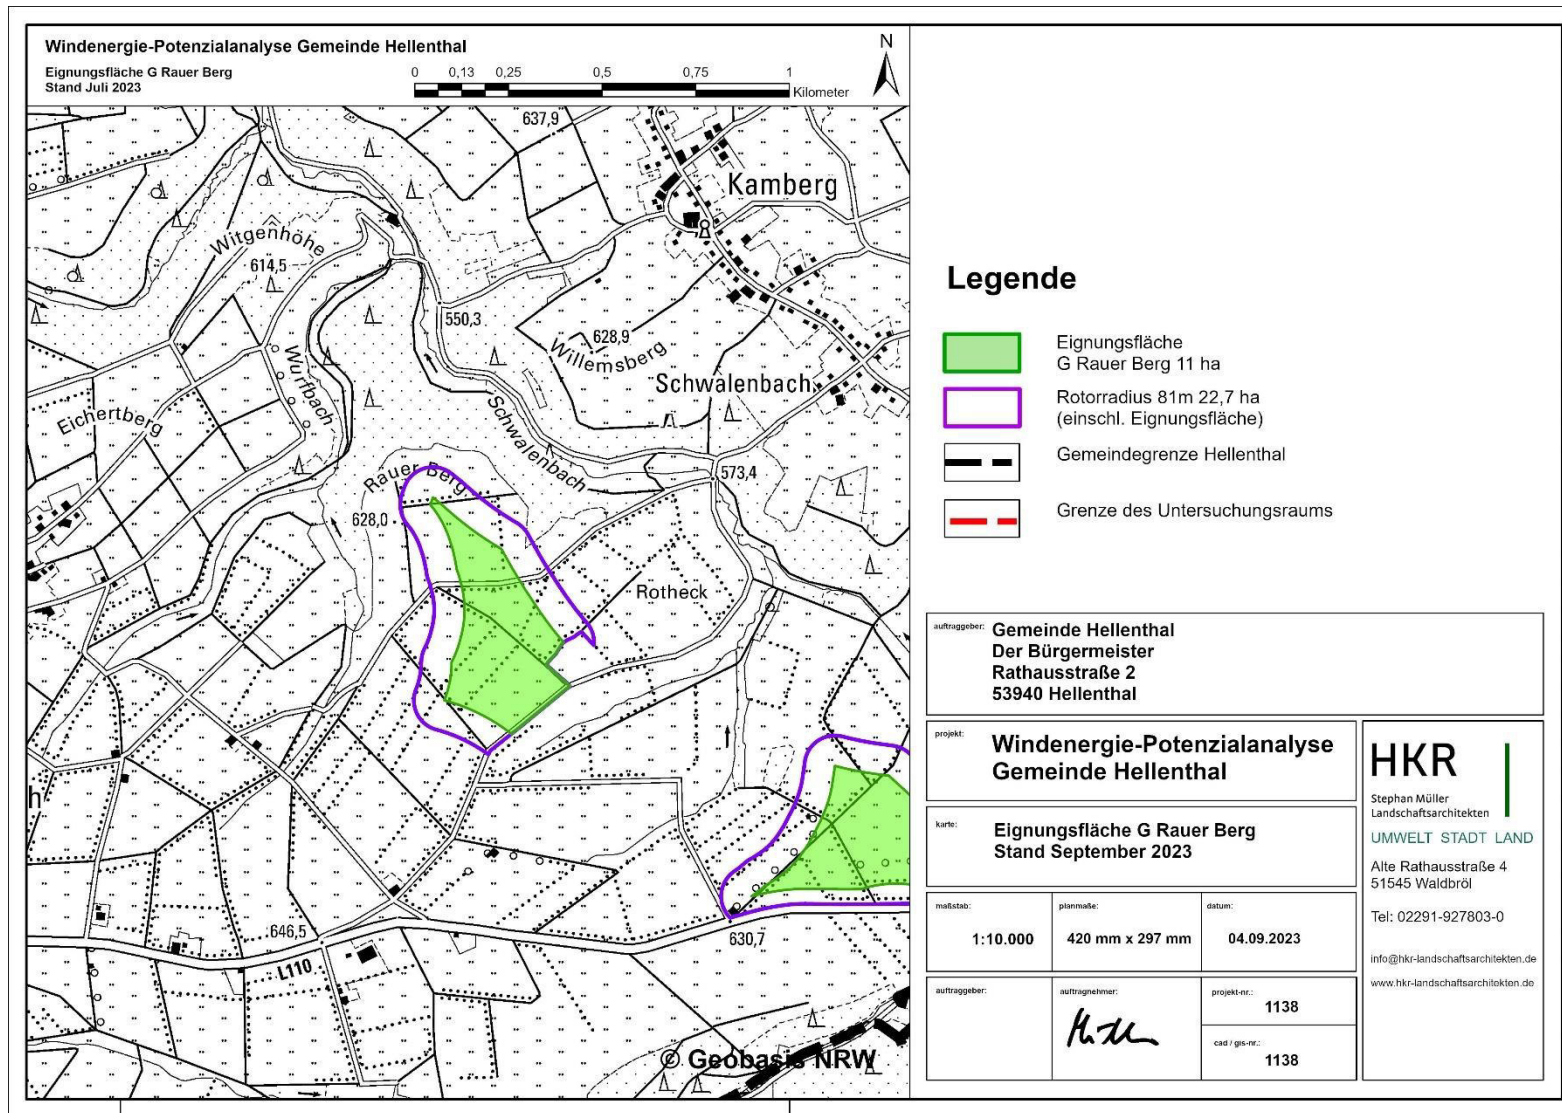 Windenergie-Potenzialanalyse Gemeinde Hellenthal
Eignungsfläche G Rauer Berg
Stand Juli 2023
0 0,13 0,25 0,5 0,75 1
Kilometer
N
637,9
Kamberg
Witgenhöhe
614,5
550,3
628,9
Willemsberg
Schwalenbach
Wurfbach
Eichertberg
Schwalenbach
573,4
Rauer Berg
628,0
Rotheck
h
646,5
L110
630,7
© Geobasis NRW
Legende
Eignungsfläche
G Rauer Berg 11 ha
Rotorradius 81m 22,7 ha
(einschl. Eignungsfläche)
Gemeindegrenze Hellenthal
Grenze des Untersuchungsraums
auftraggeber:
Gemeinde Hellenthal
Der Bürgermeister
Rathausstraße 2
53940 Hellenthal
projekt:
Windenergie-Potenzialanalyse
Gemeinde Hellenthal
karte:
Eignungsfläche G Rauer Berg
Stand September 2023
maßstab:
1:10.000
planmaße:
420 mm x 297 mm
datum:
04.09.2023
auftraggeber:
auftragnehmer:
projekt-nr.:
1138
cad / gis-nr.:
1138
HKR
Stephan Müller
Landschaftsarchitekten
UMWELT STADT LAND
Alte Rathausstraße 4
51545 Waldbröl
Tel: 02291-927803-0
info@hkr-landschaftsarchitekten.de
www.hkr-landschaftsarchitekten.de